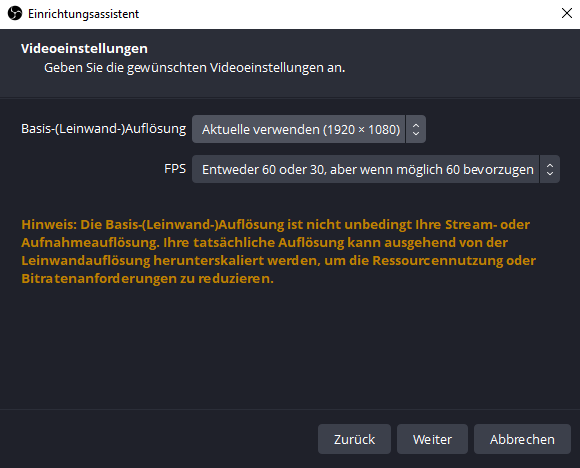 Einrichtungsassistent
Videoeinstellungen
Geben Sie die gewünschten Videoeinstellungen an.
Basis-(Leinwand-)Auflösung Aktuelle verwenden (1920 × 1080)
FPS Entweder 60 oder 30, aber wenn möglich 60 bevorzugen
Hinweis: Die Basis-(Leinwand-)Auflösung ist nicht unbedingt Ihre Stream- oder
Aufnahmeauflösung. Ihre tatsächliche Auflösung kann ausgehend von der
Leinwandauflösung herunterskaliert werden, um die Ressourcennutzung oder
Bitratenanforderungen zu reduzieren.
Zurück Weiter Abbrechen